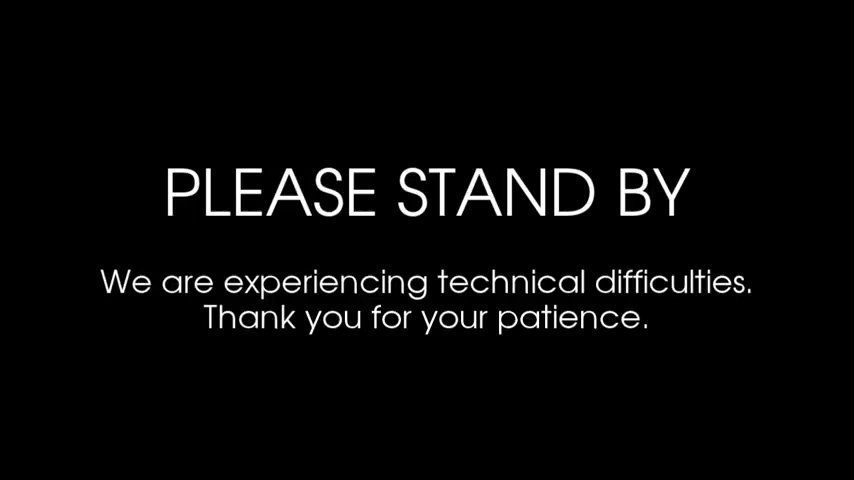 PLEASE STAND BY
We are experiencing technical difficulties.
Thank you for your patience.